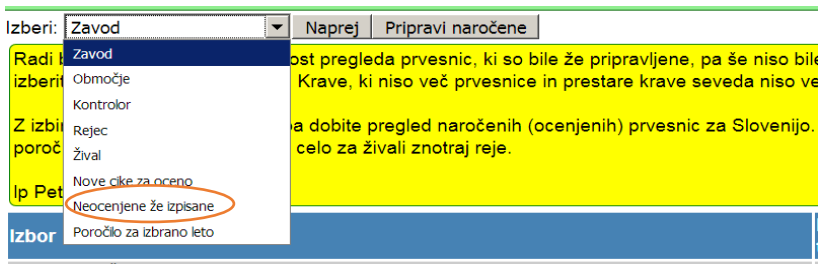 Izberi: Zavod Naprej Pripravi naročene
Zavod
Območje
Kontrolor
Rejec
Žival
Nove cike za oceno
Neocenjene že izpisane
Poročilo za izbrano leto
Radi ost pregleda prvesnic, ki so bile že pripravljene, pa še niso bile
izberit Krave, ki niso več prvesnice in prestare krave seveda niso ve
Z izbi a dobite pregled naročenih (ocenjenih) prvesnic za Slovenijo.
poroč celo za živali znotraj reje.
lp Pet
Izbor